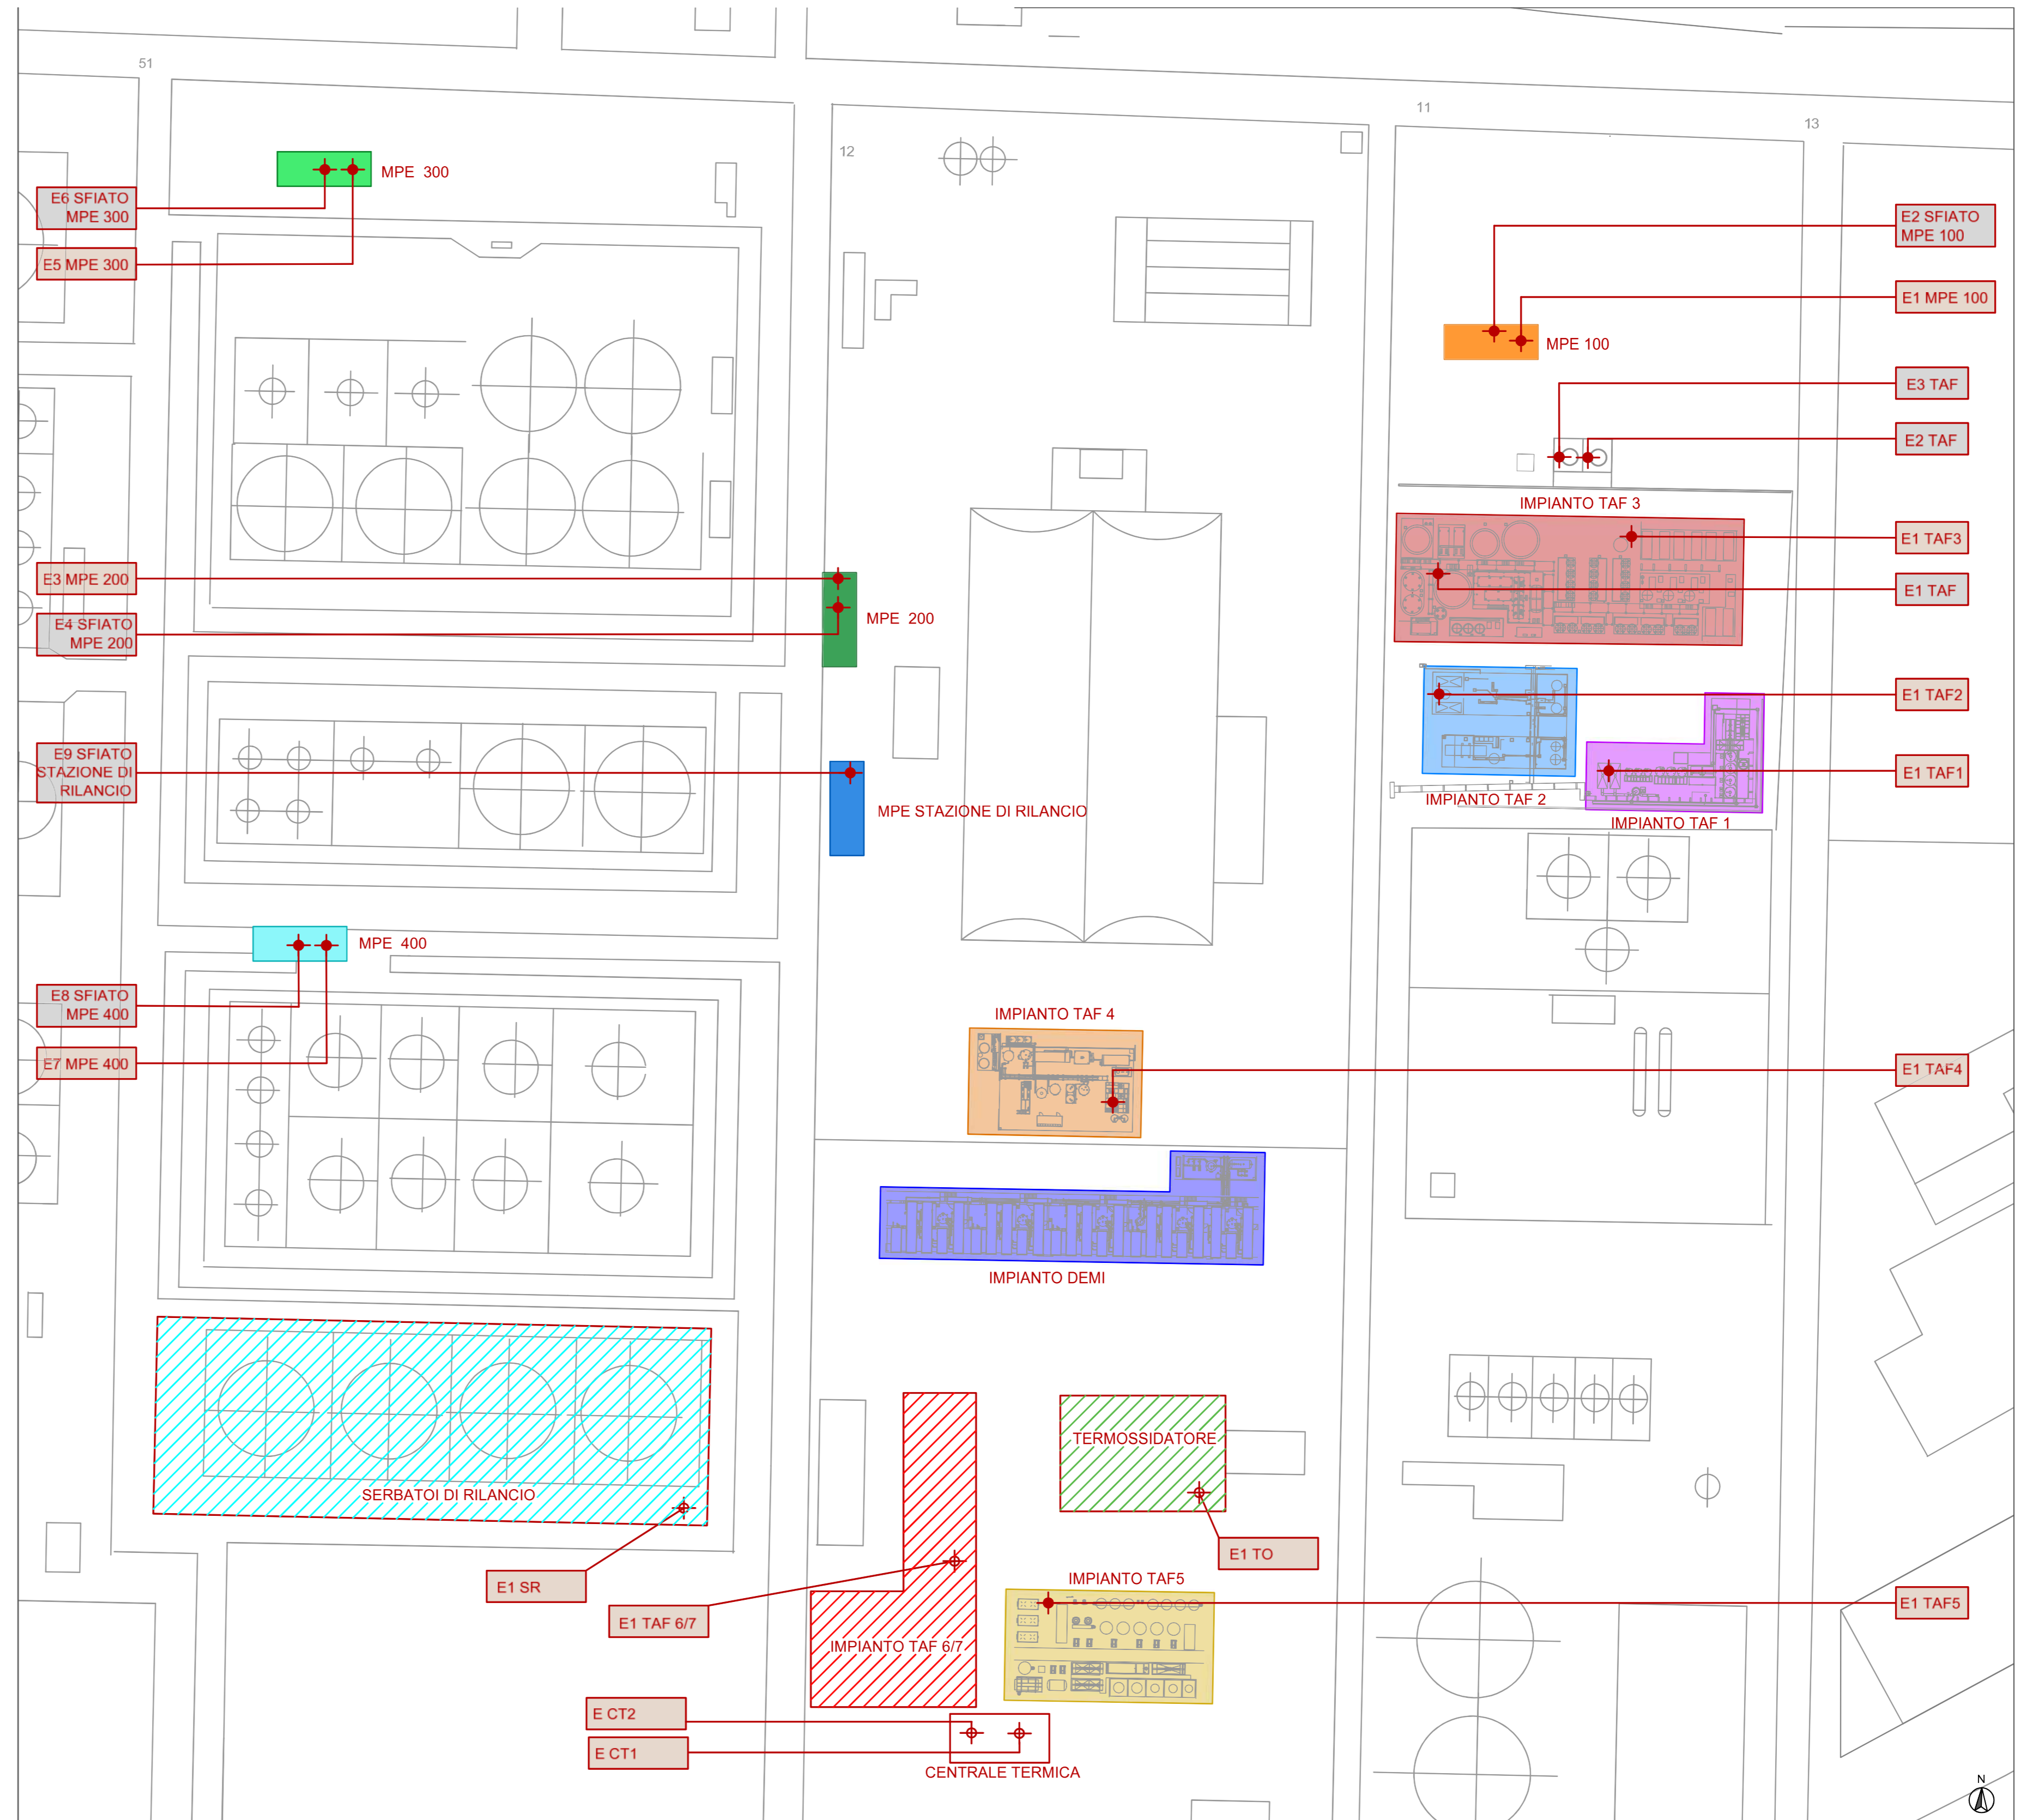 51
11
13
12
MPE 300
E6 SFIATO
MPE 300
E5 MPE 300
E2 SFIATO
MPE 100
E1 MPE 100
MPE 100
E3 TAF
E2 TAF
IMPIANTO TAF 3
E1 TAF3
E1 TAF
E3 MPE 200
E4 SFIATO
MPE 200
MPE 200
E1 TAF2
E9 SFIATO
STAZIONE DI
RILANCIO
E1 TAF1
IMPIANTO TAF 2
MPE STAZIONE DI RILANCIO
IMPIANTO TAF 1
MPE 400
E8 SFIATO
MPE 400
E7 MPE 400
IMPIANTO TAF 4
E1 TAF4
IMPIANTO DEMI
TERMOSSIDATORE
SERBATOI DI RILANCIO
E1 TO
E1 SR
IMPIANTO TAF5
E1 TAF5
E1 TAF 6/7
IMPIANTO TAF 6/7
E CT2
E CT1
CENTRALE TERMICA
N